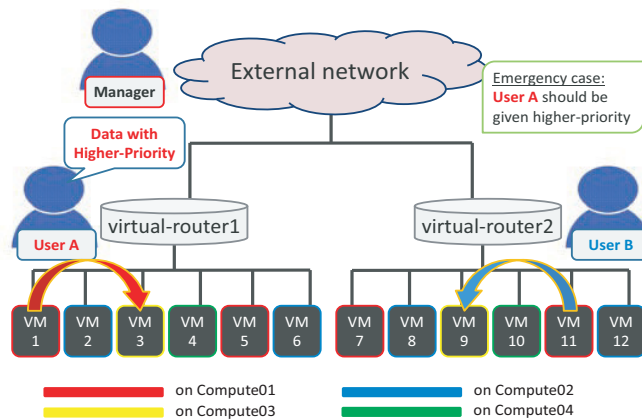 External network
Manager
Emergency case:
User A should be
given higher-priority
Data with
Higher-Priority
User A
virtual-router1
virtual-router2
User B
VM 1
VM 2
VM 3
VM 4
VM 5
VM 6
VM 7
VM 8
VM 9
VM 10
VM 11
VM 12
on Compute01
on Compute02
on Compute03
on Compute04